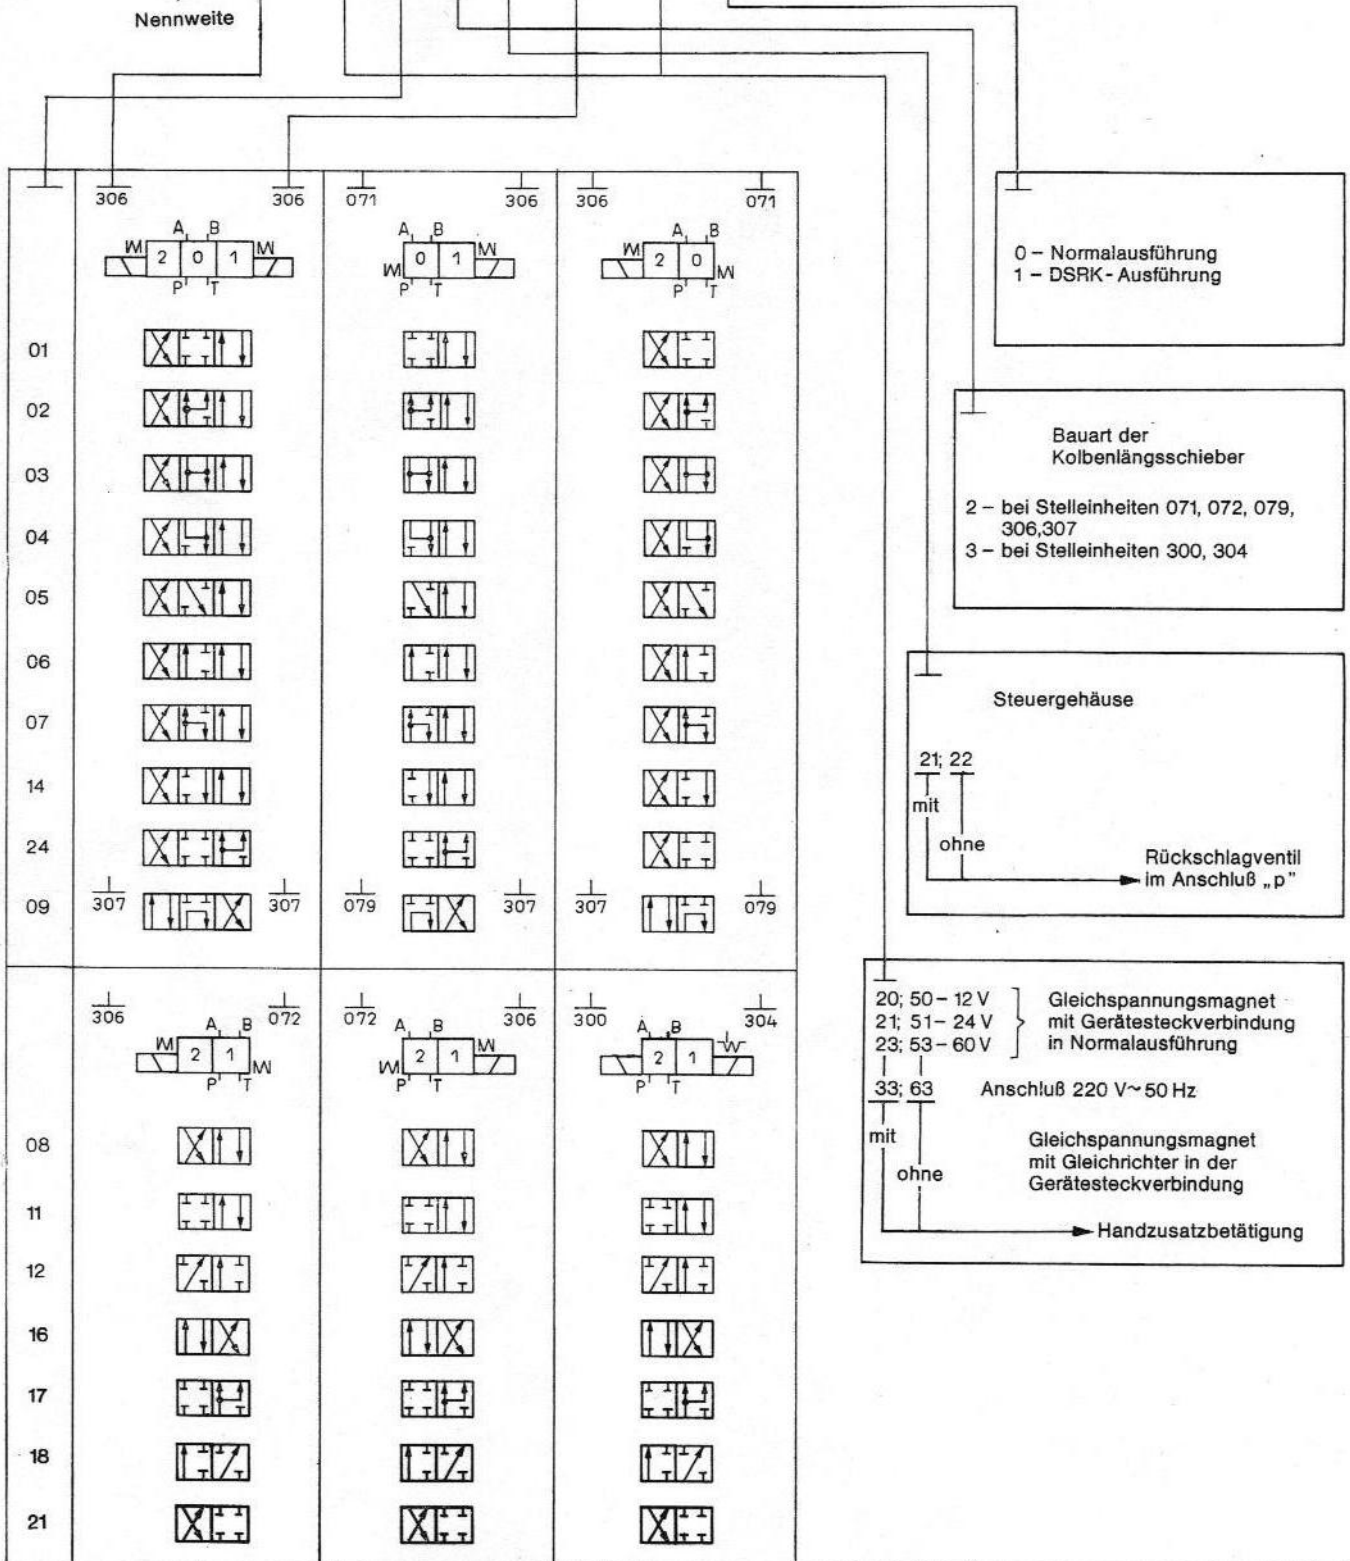 Nennweite
306 306 071 306 306 071
A B A B A B
2 0 1 0 1 2 0
P T P T P T
01
02
03
04
05
06
07
14
24
307 307 079 307 307 079
09
306 072 072 306 300 304
A B A B A B
2 1 2 1 2 1
P T P T P T
08
11
12
16
17
18
21
0 – Normalausführung
1 – DSRK-Ausführung
Bauart der
Kolbenlängsschieber
2 – bei Stelleinheiten 071, 072, 079,
306,307
3 – bei Stelleinheiten 300, 304
Steuergehäuse
21; 22
mit
ohne
Rückschlagventil
im Anschluß „p”
20; 50 – 12 V
21; 51 – 24 V
23; 53 – 60 V
Gleichspannungsmagnet
mit Gerätesteckverbindung
in Normalausführung
33; 63 Anschluß 220 V~ 50 Hz
mit
ohne
Gleichspannungsmagnet
mit Gleichrichter in der
Gerätesteckverbindung
Handzusatzbetätigung